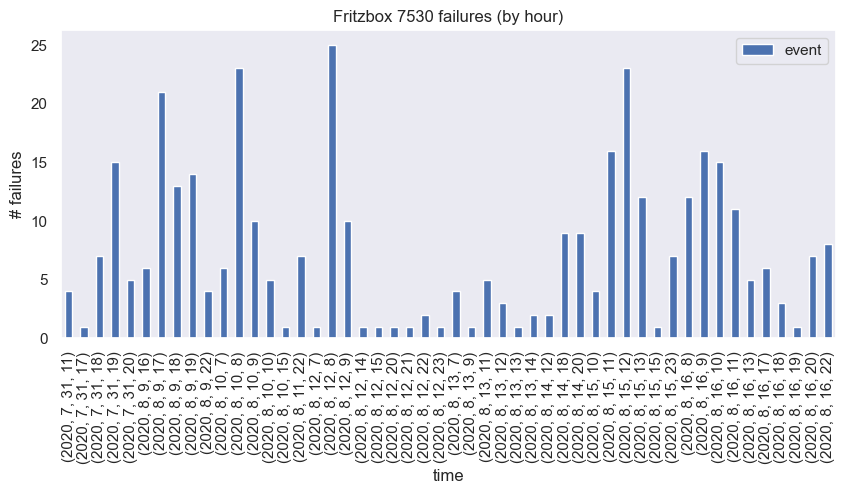 Fritzbox 7530 failures (by hour)
event
# failures
25
20
15
10
5
0
(2020, 7, 31, 11)
(2020, 7, 31, 17)
(2020, 7, 31, 18)
(2020, 7, 31, 19)
(2020, 7, 31, 20)
(2020, 8, 9, 16)
(2020, 8, 9, 17)
(2020, 8, 9, 18)
(2020, 8, 9, 19)
(2020, 8, 9, 22)
(2020, 8, 10, 7)
(2020, 8, 10, 8)
(2020, 8, 10, 9)
(2020, 8, 10, 10)
(2020, 8, 10, 15)
(2020, 8, 11, 22)
(2020, 8, 12, 7)
(2020, 8, 12, 8)
(2020, 8, 12, 9)
(2020, 8, 12, 14)
(2020, 8, 12, 15)
(2020, 8, 12, 20)
(2020, 8, 12, 21)
(2020, 8, 12, 22)
(2020, 8, 12, 23)
(2020, 8, 13, 7)
(2020, 8, 13, 9)
(2020, 8, 13, 11)
(2020, 8, 13, 12)
(2020, 8, 13, 13)
(2020, 8, 13, 14)
(2020, 8, 14, 12)
(2020, 8, 14, 18)
(2020, 8, 14, 20)
(2020, 8, 15, 10)
(2020, 8, 15, 11)
(2020, 8, 15, 12)
(2020, 8, 15, 13)
(2020, 8, 15, 15)
(2020, 8, 15, 23)
(2020, 8, 16, 8)
(2020, 8, 16, 9)
(2020, 8, 16, 10)
(2020, 8, 16, 11)
(2020, 8, 16, 13)
(2020, 8, 16, 17)
(2020, 8, 16, 18)
(2020, 8, 16, 19)
(2020, 8, 16, 20)
(2020, 8, 16, 22)
time